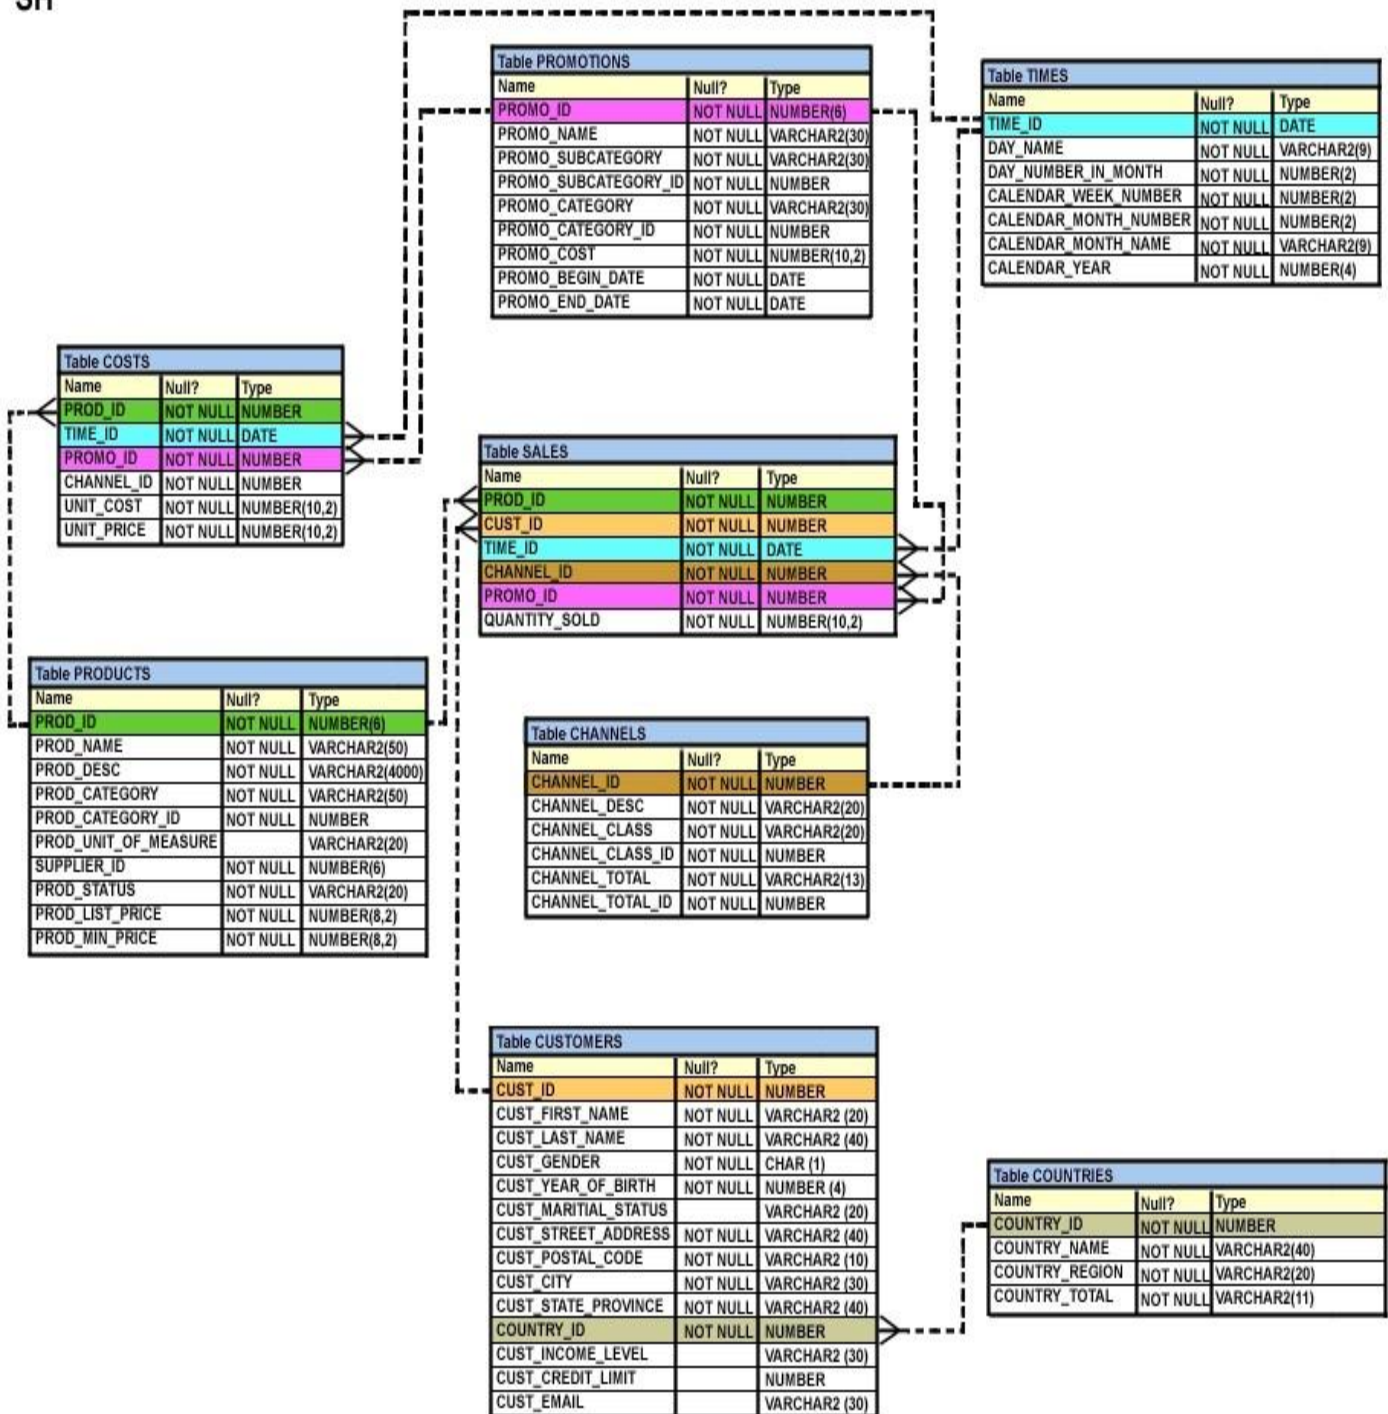 SH
Table PROMOTIONS
Name Null? Type
PROMO_ID NOT NULL NUMBER(6)
PROMO_NAME NOT NULL VARCHAR2(30)
PROMO_SUBCATEGORY NOT NULL VARCHAR2(30)
PROMO_SUBCATEGORY_ID NOT NULL NUMBER
PROMO_CATEGORY NOT NULL VARCHAR2(30)
PROMO_CATEGORY_ID NOT NULL NUMBER
PROMO_COST NOT NULL NUMBER(10,2)
PROMO_BEGIN_DATE NOT NULL DATE
PROMO_END_DATE NOT NULL DATE
Table TIMES
Name Null? Type
TIME_ID NOT NULL DATE
DAY_NAME NOT NULL VARCHAR2(9)
DAY_NUMBER_IN_MONTH NOT NULL NUMBER(2)
CALENDAR_WEEK_NUMBER NOT NULL NUMBER(2)
CALENDAR_MONTH_NUMBER NOT NULL NUMBER(2)
CALENDAR_MONTH_NAME NOT NULL VARCHAR2(9)
CALENDAR_YEAR NOT NULL NUMBER(4)
Table COSTS
Name Null? Type
PROD_ID NOT NULL NUMBER
TIME_ID NOT NULL DATE
PROMO_ID NOT NULL NUMBER
CHANNEL_ID NOT NULL NUMBER
UNIT_COST NOT NULL NUMBER(10,2)
UNIT_PRICE NOT NULL NUMBER(10,2)
Table SALES
Name Null? Type
PROD_ID NOT NULL NUMBER
CUST_ID NOT NULL NUMBER
TIME_ID NOT NULL DATE
CHANNEL_ID NOT NULL NUMBER
PROMO_ID NOT NULL NUMBER
QUANTITY_SOLD NOT NULL NUMBER(10,2)
Table PRODUCTS
Name Null? Type
PROD_ID NOT NULL NUMBER(6)
PROD_NAME NOT NULL VARCHAR2(50)
PROD_DESC NOT NULL VARCHAR2(4000)
PROD_CATEGORY NOT NULL VARCHAR2(50)
PROD_CATEGORY_ID NOT NULL NUMBER
PROD_UNIT_OF_MEASURE VARCHAR2(20)
SUPPLIER_ID NOT NULL NUMBER(6)
PROD_STATUS NOT NULL VARCHAR2(20)
PROD_LIST_PRICE NOT NULL NUMBER(8,2)
PROD_MIN_PRICE NOT NULL NUMBER(8,2)
Table CHANNELS
Name Null? Type
CHANNEL_ID NOT NULL NUMBER
CHANNEL_DESC NOT NULL VARCHAR2(20)
CHANNEL_CLASS NOT NULL VARCHAR2(20)
CHANNEL_CLASS_ID NOT NULL NUMBER
CHANNEL_TOTAL NOT NULL VARCHAR2(13)
CHANNEL_TOTAL_ID NOT NULL NUMBER
Table CUSTOMERS
Name Null? Type
CUST_ID NOT NULL NUMBER
CUST_FIRST_NAME NOT NULL VARCHAR2 (20)
CUST_LAST_NAME NOT NULL VARCHAR2 (40)
CUST_GENDER NOT NULL CHAR (1)
CUST_YEAR_OF_BIRTH NOT NULL NUMBER (4)
CUST_MARITIAL_STATUS VARCHAR2 (20)
CUST_STREET_ADDRESS NOT NULL VARCHAR2 (40)
CUST_POSTAL_CODE NOT NULL VARCHAR2 (10)
CUST_CITY NOT NULL VARCHAR2 (30)
CUST_STATE_PROVINCE NOT NULL VARCHAR2 (40)
COUNTRY_ID NOT NULL NUMBER
CUST_INCOME_LEVEL VARCHAR2 (30)
CUST_CREDIT_LIMIT NUMBER
CUST_EMAIL VARCHAR2 (30)
Table COUNTRIES
Name Null? Type
COUNTRY_ID NOT NULL NUMBER
COUNTRY_NAME NOT NULL VARCHAR2(40)
COUNTRY_REGION NOT NULL VARCHAR2(20)
COUNTRY_TOTAL NOT NULL VARCHAR2(11)